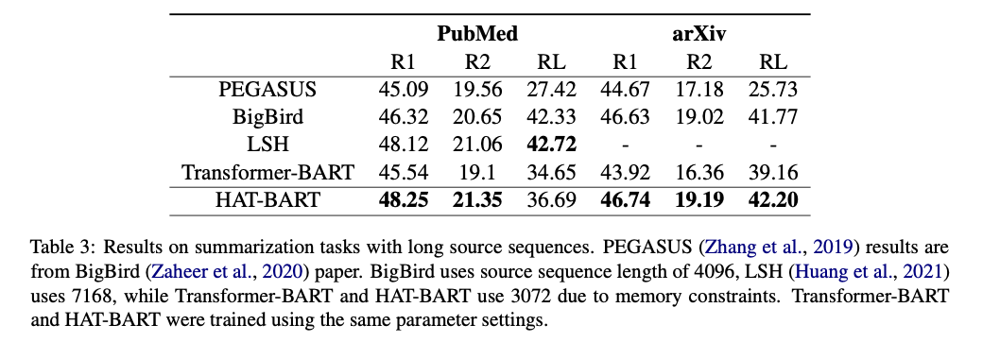 PubMed arXiv
R1 R2 RL R1 R2 RL
PEGASUS 45.09 19.56 27.42 44.67 17.18 25.73
BigBird 46.32 20.65 42.33 46.63 19.02 41.77
LSH 48.12 21.06 42.72 - - -
Transformer-BART 45.54 19.1 34.65 43.92 16.36 39.16
HAT-BART 48.25 21.35 36.69 46.74 19.19 42.20
Table 3: Results on summarization tasks with long source sequences. PEGASUS (Zhang et al., 2019) results are
from BigBird (Zaheer et al., 2020) paper. BigBird uses source sequence length of 4096, LSH (Huang et al., 2021)
uses 7168, while Transformer-BART and HAT-BART use 3072 due to memory constraints. Transformer-BART
and HAT-BART were trained using the same parameter settings.